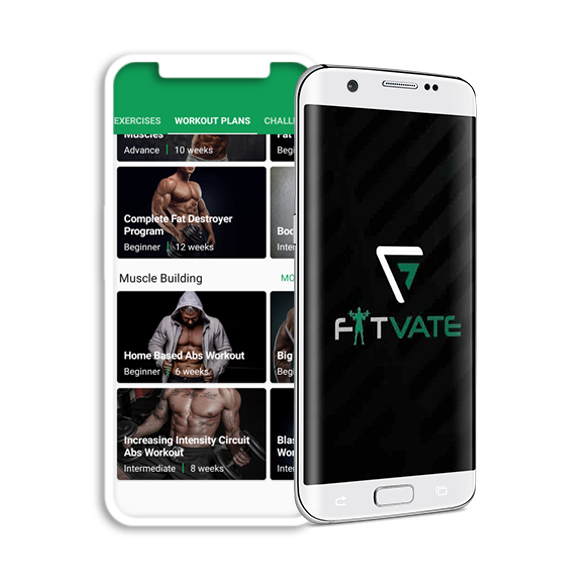 EXERCISES WORKOUT PLANS CHALL
Muscles
Fat
Advance | 10 weeks
Begi
Complete Fat Destroyer
Program
Beginner | 12 weeks
Boo
Inter
Muscle Building
MO
Home Based Abs Workout
Beginner | 6 weeks
Big
Begi
Increasing Intensity Circuit
Abs Workout
Intermediate | 8 weeks
Blas
Wor
Inte
FITVATE